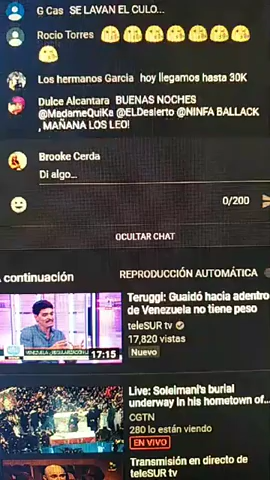 G Cas SE LAVAN EL CULO...
Rocio Torres
Los hermanos Garcia hoy llegamos hasta 30K
Dulce Alcantara BUENAS NOCHES
@MadameQuiKa @ELDesierto @NINFA BALLACK
, MAÑANA LOS LEO!
Brooke Cerda
Di algo...
0/200
OCULTAR CHAT
continuación
REPRODUCCIÓN AUTOMÁTICA
Teruggi: Guaidó hacia adentro
de Venezuela no tiene peso
teleSUR tv
17,820 vistas
Nuevo
17:15
Live: Soleimani's burial
underway in his hometown of...
CGTN
280 lo están viendo
EN VIVO
Transmisión en directo de
teleSUR tv